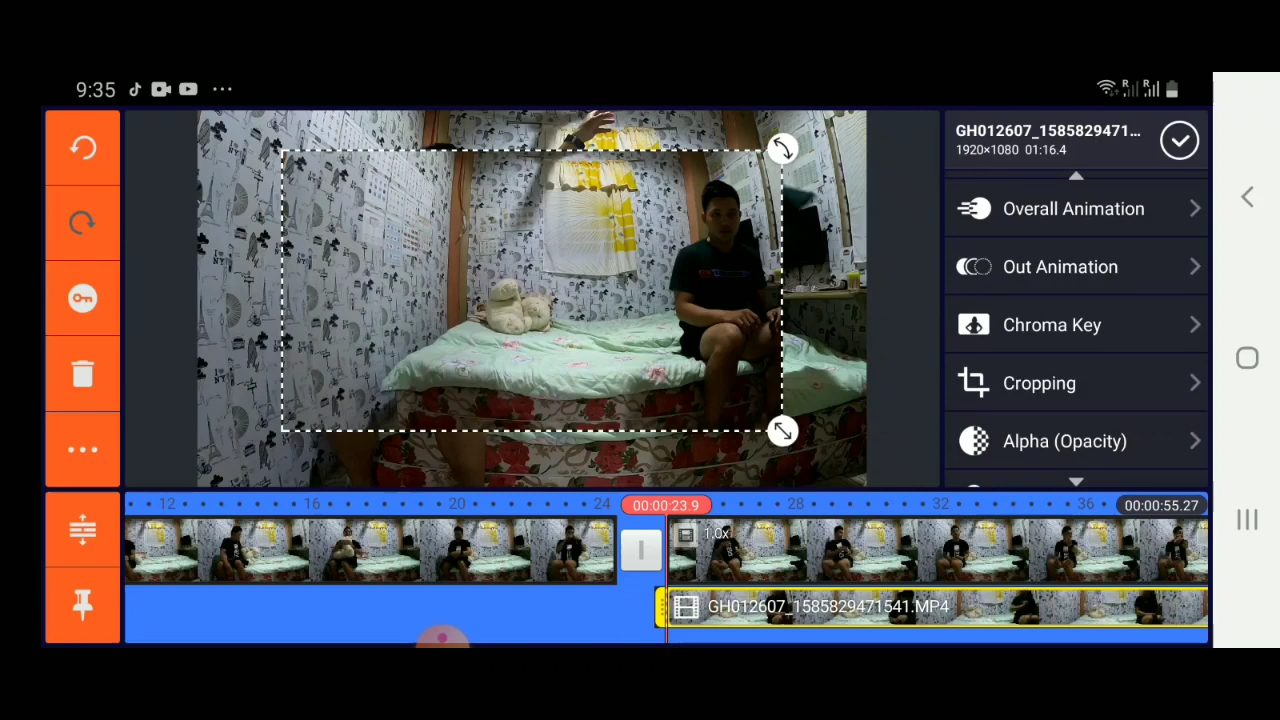 9:35
R R
GH012607_1585829471...
1920×1080 01:16.4
Overall Animation
Out Animation
Chroma Key
Cropping
Alpha (Opacity)
12 16 20 24 00:00:23.9 28 32 36 00:00:55.27
1.0x
GH012607_1585829471541.MP4